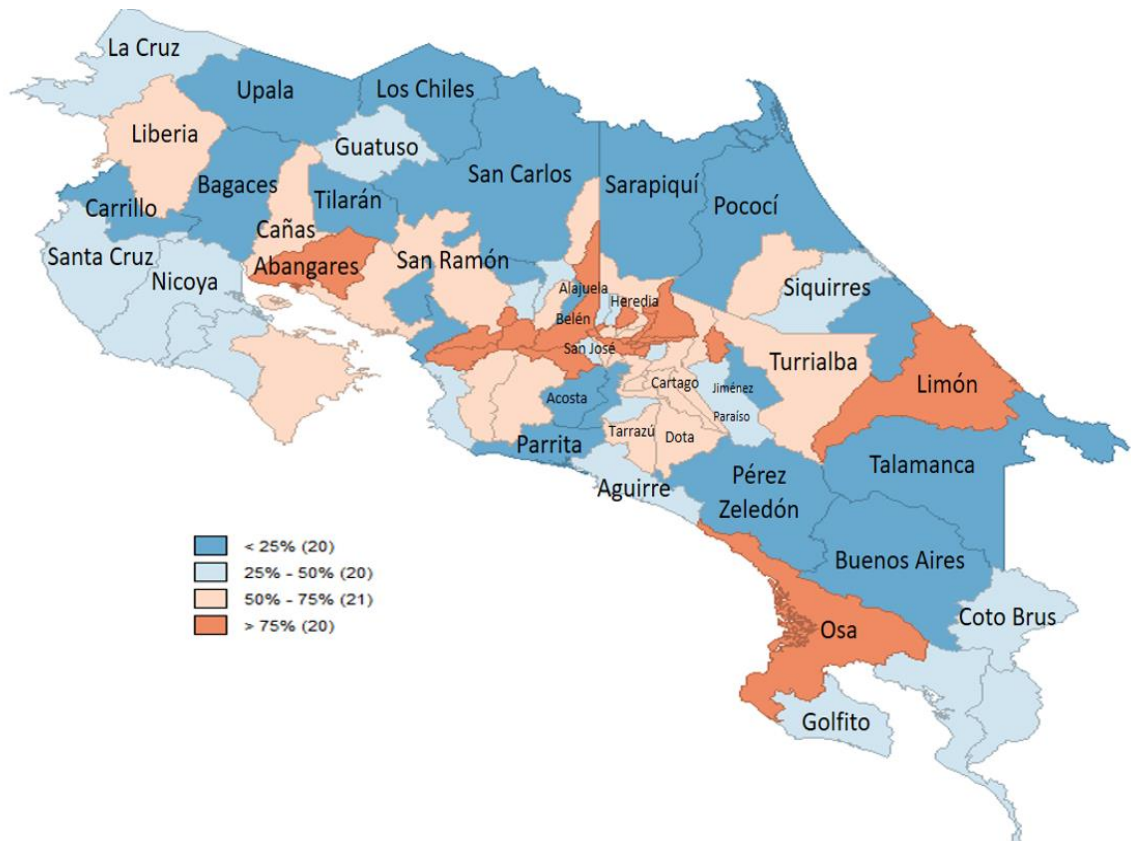 La Cruz
Upala
Los Chiles
Liberia
Guatuso
Bagaces
San Carlos
Sarapiquí
Carrillo
Tilarán
Pococí
Cañas
Santa Cruz
Nicoya
Abangares
San Ramón
Siquirres
Alajuela
Heredia
Belén
San José
Turrialba
Limón
Cartago
Jiménez
Acosta
Paraíso
Tarrazú
Dota
Parrita
Talamanca
Aguirre
Pérez
Zeledón
Buenos Aires
< 25% (20)
25% - 50% (20)
50% - 75% (21)
> 75% (20)
Coto Brus
Osa
Golfito